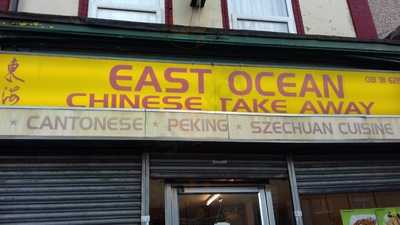 東海
EAST OCEAN
CHINESE TAKE AWAY
* CANTONESE * PEKING * SZECHUAN CUISINE *